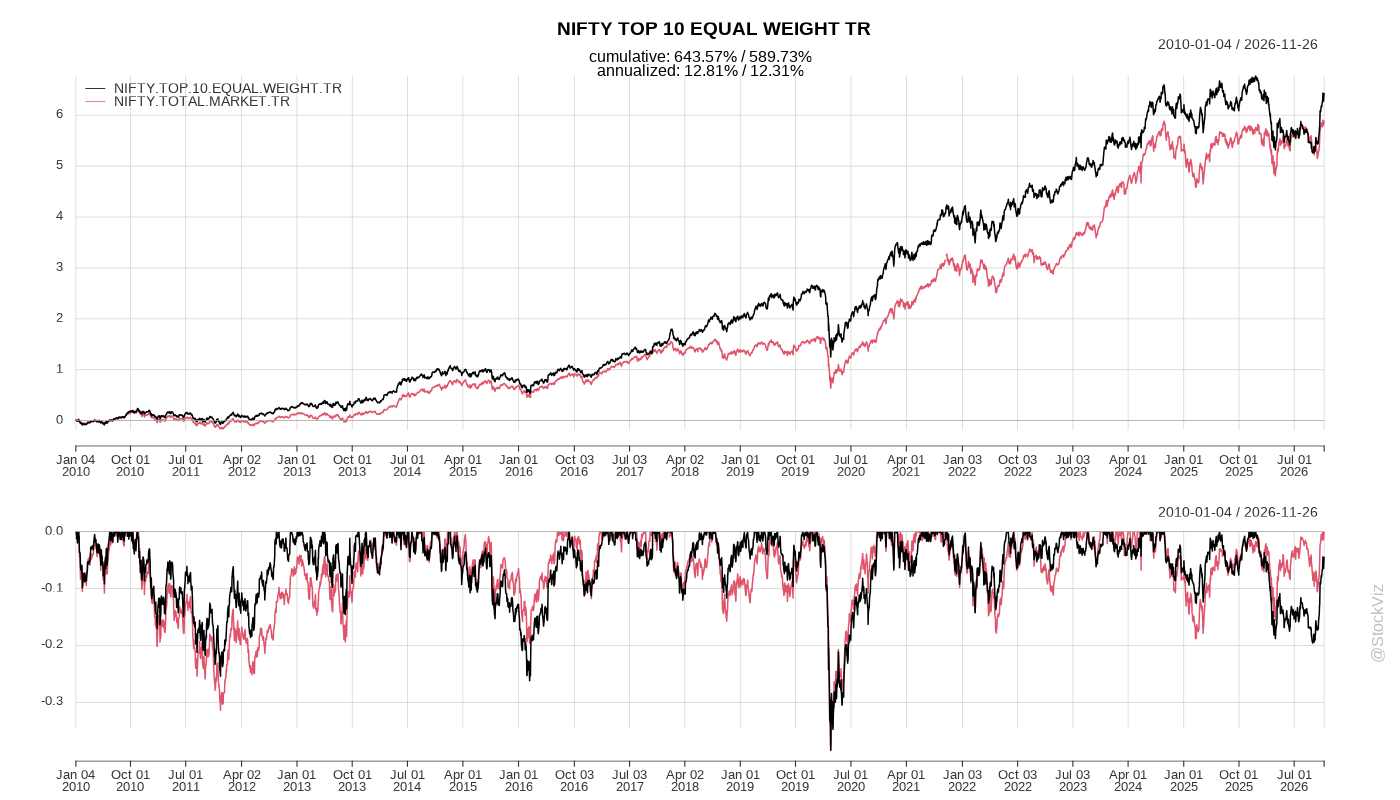 NIFTY TOP 10 EQUAL WEIGHT TR
2010-01-04 / 2026-11-26
cumulative: 643.57% / 589.73%
annualized: 12.81% / 12.31%
NIFTY.TOP.10.EQUAL.WEIGHT.TR
NIFTY.TOTAL.MARKET.TR
6
5
4
3
2
1
0
Jan 04 Oct 01 Jul 01 Apr 02 Jan 01 Oct 01 Jul 01 Apr 01 Jan 01 Oct 03 Jul 03 Apr 02 Jan 01 Oct 01 Jul 01 Apr 01 Jan 03 Oct 03 Jul 03 Apr 01 Jan 01 Oct 01 Jul 01
2010 2010 2011 2012 2013 2013 2014 2015 2016 2016 2017 2018 2019 2019 2020 2021 2022 2022 2023 2024 2025 2025 2026
2010-01-04 / 2026-11-26
0.0
-0.1
-0.2
-0.3
Jan 04 Oct 01 Jul 01 Apr 02 Jan 01 Oct 01 Jul 01 Apr 01 Jan 01 Oct 03 Jul 03 Apr 02 Jan 01 Oct 01 Jul 01 Apr 01 Jan 03 Oct 03 Jul 03 Apr 01 Jan 01 Oct 01 Jul 01
2010 2010 2011 2012 2013 2013 2014 2015 2016 2016 2017 2018 2019 2019 2020 2021 2022 2022 2023 2024 2025 2025 2026
@StockViz